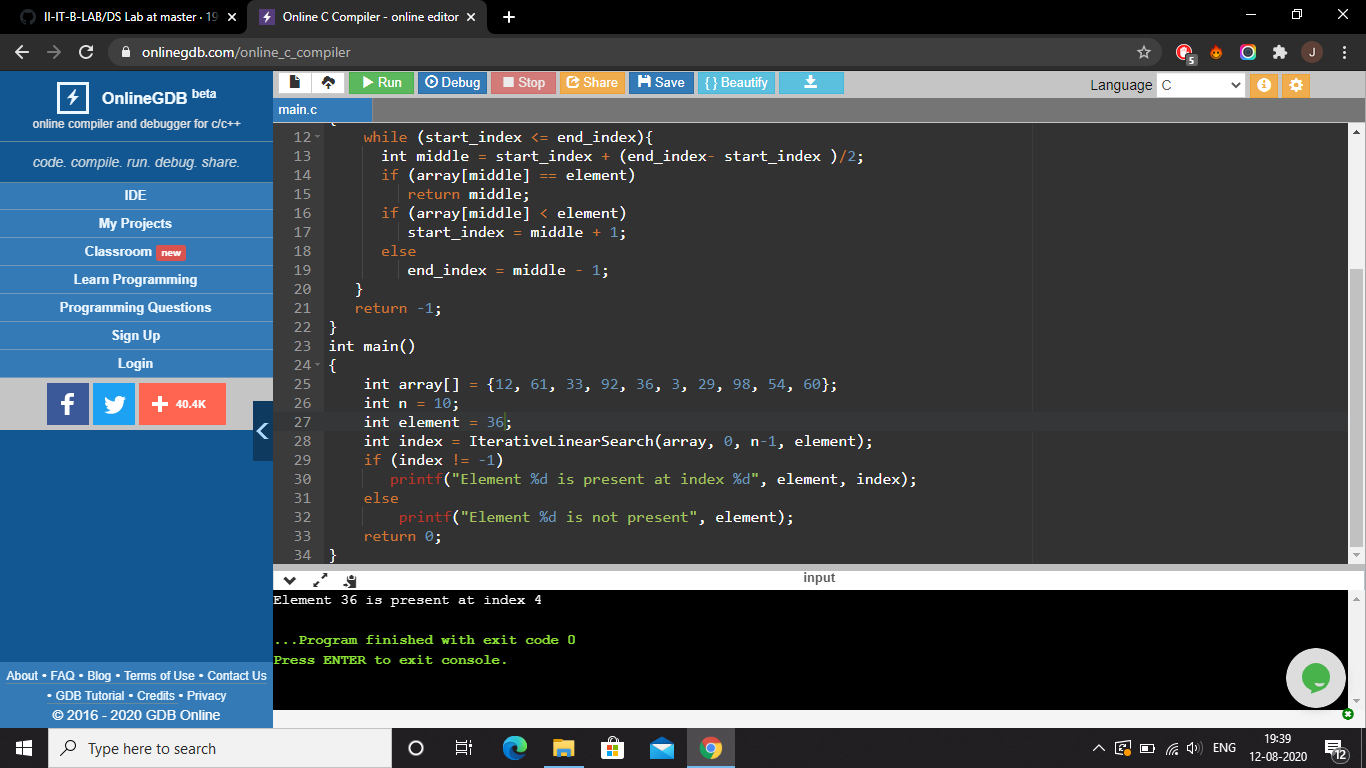 II-IT-B-LAB/DS Lab at master · 19
Online C Compiler - online editor
onlinegdb.com/online_c_compiler
5
J
OnlineGDB beta
online compiler and debugger for c/c++
code. compile. run. debug. share.
IDE
My Projects
Classroom new
Learn Programming
Programming Questions
Sign Up
Login
f
+ 40.4K
About • FAQ • Blog • Terms of Use • Contact Us
• GDB Tutorial • Credits • Privacy
© 2016 - 2020 GDB Online
Run Debug Stop Share Save { } Beautify
Language C
main.c
{
12 while (start_index <= end_index){
13 int middle = start_index + (end_index- start_index )/2;
14 if (array[middle] == element)
15 return middle;
16 if (array[middle] < element)
17 start_index = middle + 1;
18 else
19 end_index = middle - 1;
20 }
21 return -1;
22 }
23 int main()
24 {
25 int array[] = {12, 61, 33, 92, 36, 3, 29, 98, 54, 60};
26 int n = 10;
27 int element = 36;
28 int index = IterativeLinearSearch(array, 0, n-1, element);
29 if (index != -1)
30 printf("Element %d is present at index %d", element, index);
31 else
32 printf("Element %d is not present", element);
33 return 0;
34 }
input
Element 36 is present at index 4
...Program finished with exit code 0
Press ENTER to exit console.
Type here to search
ENG
19:39
12-08-2020
12